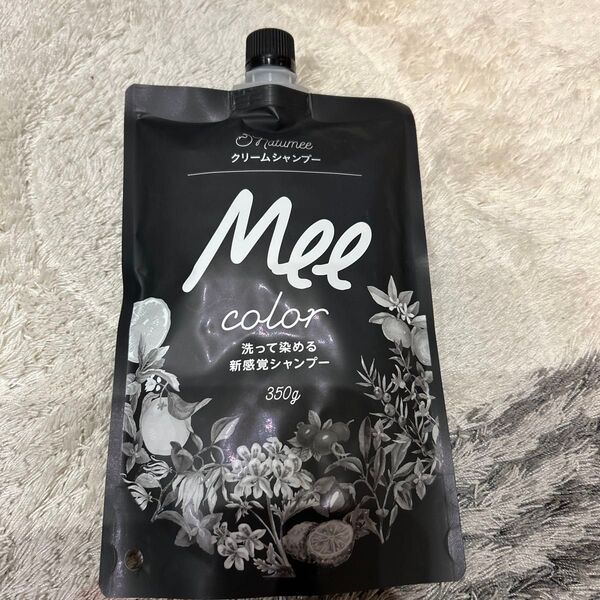 Natumee
クリームシャンプー
Mee
color
洗って染める
新感覚シャンプー
350g